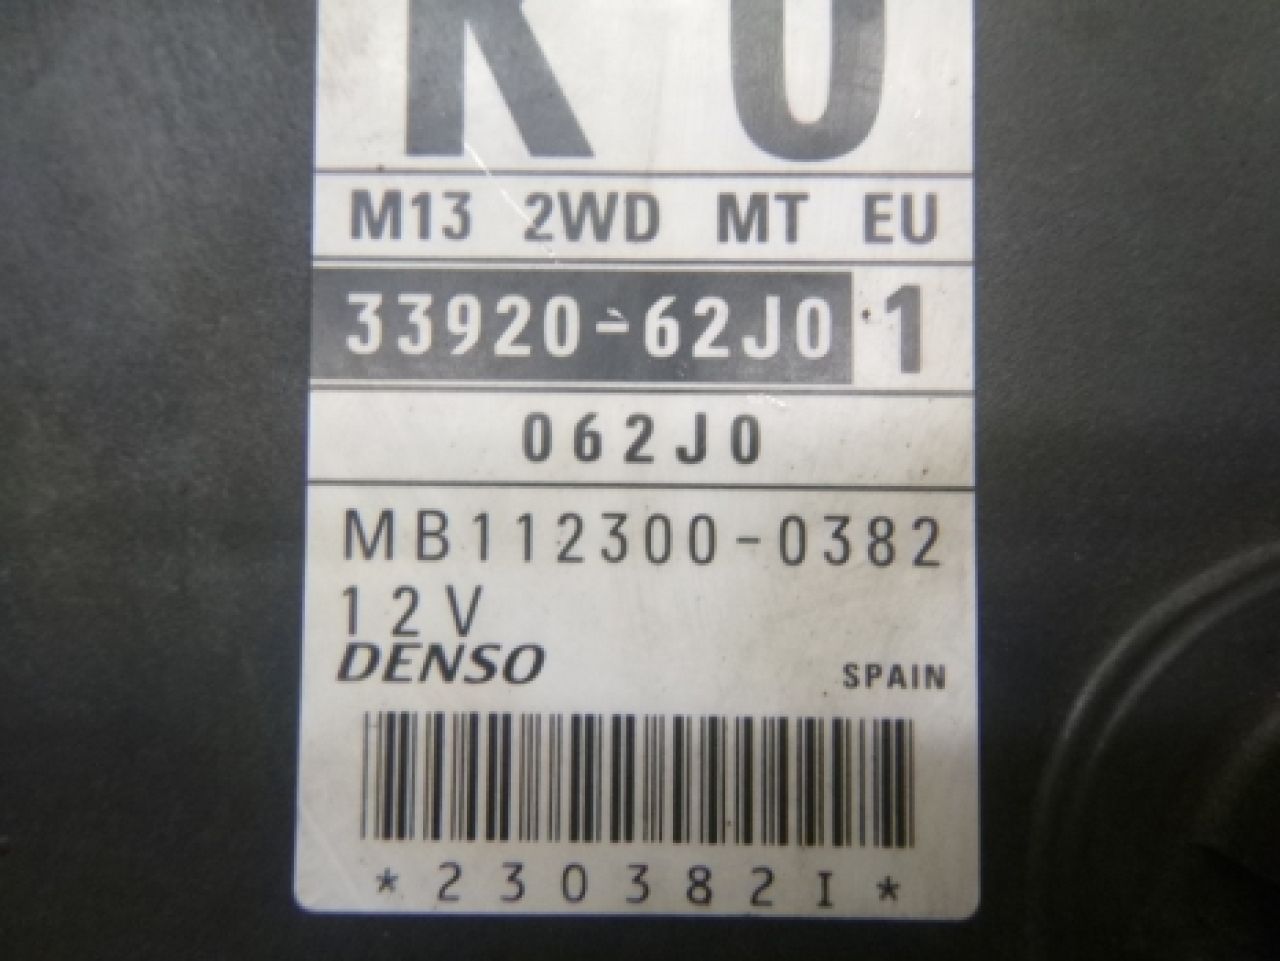 M13 2WD MT EU
33920-62J0 1
062J0
MB112300-0382
12V
DENSO SPAIN
*230382I*